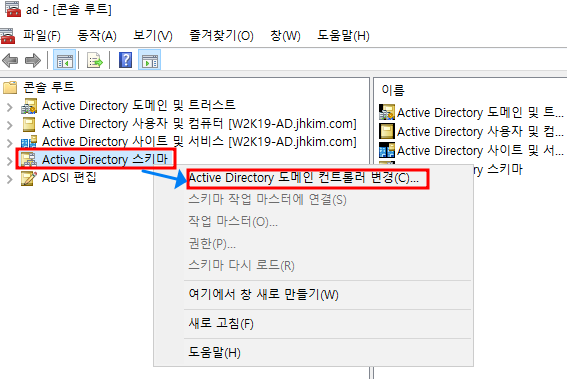 ad - [콘솔 루트]
파일(F) 동작(A) 보기(V) 즐겨찾기(O) 창(W) 도움말(H)
콘솔 루트
Active Directory 도메인 및 트러스트
Active Directory 사용자 및 컴퓨터 [W2K19-AD.jhkim.com]
Active Directory 사이트 및 서비스 [W2K19-AD.jhkim.com]
Active Directory 스키마
ADSI 편집
이름
Active Directory 도메인 및 트...
Active Directory 사용자 및 컴...
Active Directory 사이트 및 서...
스키마
Active Directory 도메인 컨트롤러 변경(C)...
스키마 작업 마스터에 연결(S)
작업 마스터(O)...
권한(P)...
스키마 다시 로드(R)
여기에서 창 새로 만들기(W)
새로 고침(F)
도움말(H)